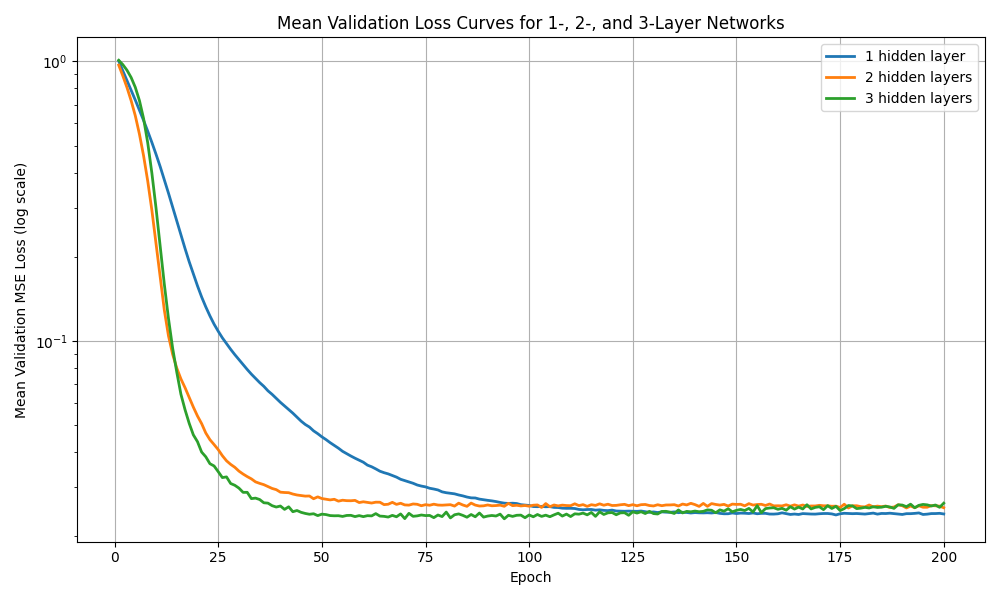 Mean Validation Loss Curves for 1-, 2-, and 3-Layer Networks
1 hidden layer
2 hidden layers
3 hidden layers
Mean Validation MSE Loss (log scale)
10⁰
10⁻¹
0 25 50 75 100 125 150 175 200
Epoch